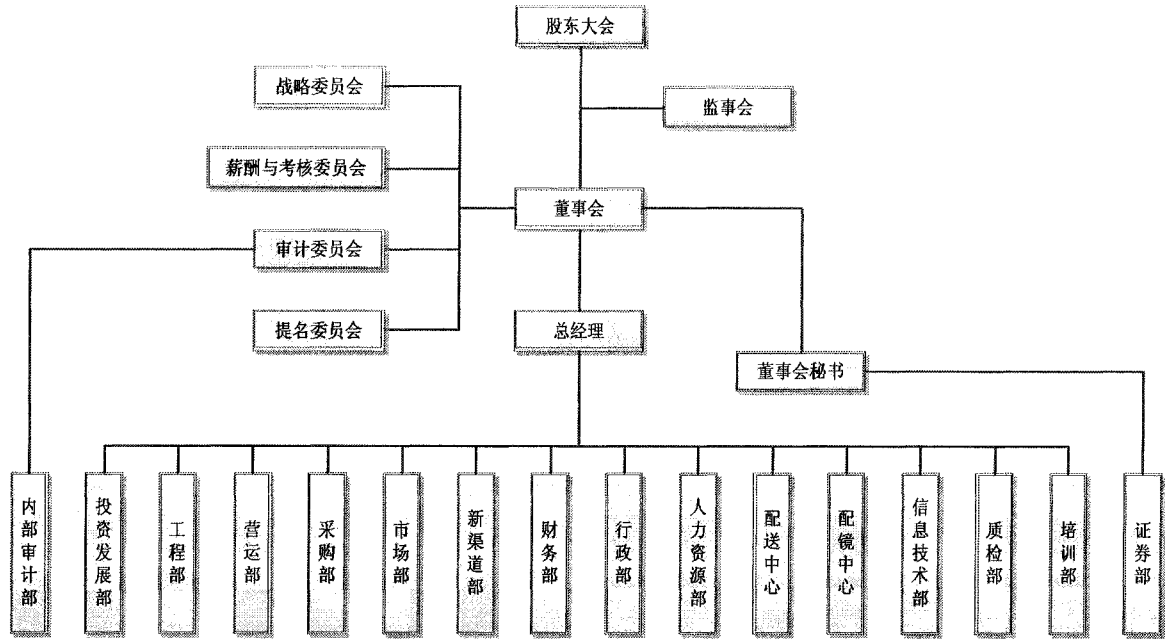 股东大会
战略委员会
监事会
薪酬与考核委员会
董事会
审计委员会
提名委员会
总经理
董事会秘书
内部审计部
投资发展部
工程部
营运部
采购部
市场部
新渠道部
财务部
行政部
人力资源部
配送中心
配镜中心
信息技术部
质检部
培训部
证券部